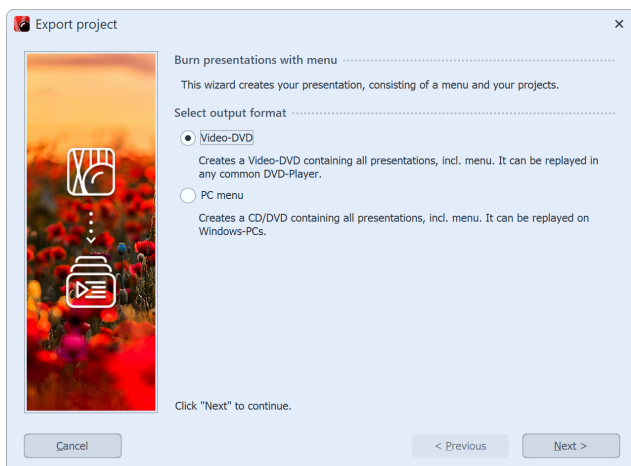 Export project
Burn presentations with menu
This wizard creates your presentation, consisting of a menu and your projects.
Select output format
Video-DVD
Creates a Video-DVD containing all presentations, incl. menu. It can be replayed in
any common DVD-Player.
PC menu
Creates a CD/DVD containing all presentations, incl. menu. It can be replayed on
Windows-PCs.
Click "Next" to continue.
Cancel
< Previous
Next >